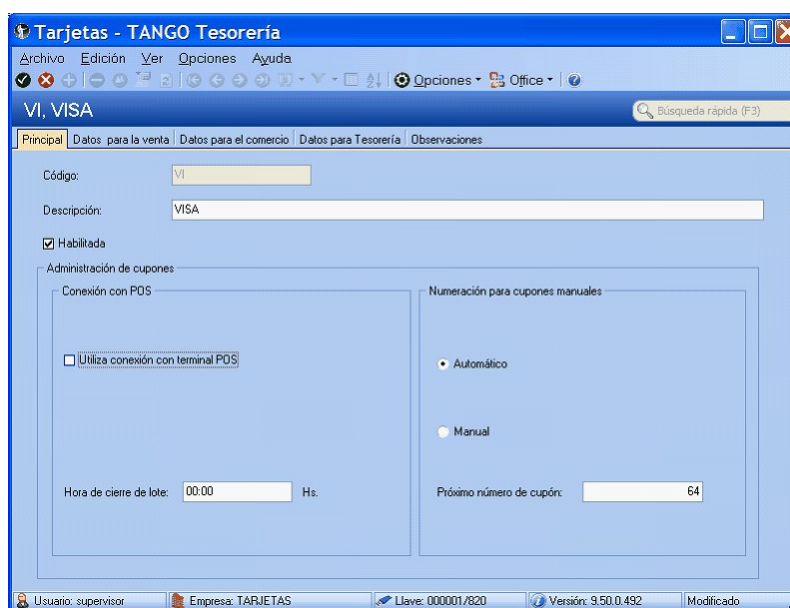 Tarjetas - TANGO Tesorería
Archivo Edición Ver Opciones Ayuda
Opciones Office
VI, VISA Búsqueda rápida (F3)
Principal Datos para la venta Datos para el comercio Datos para Tesorería Observaciones
Código: VI
Descripción: VISA
Habilitada
Administración de cupones
Conexión con POS Numeración para cupones manuales
Utiliza conexión con terminal POS Automático
Manual
Hora de cierre de lote: 00:00 Hs. Próximo número de cupón: 64
Usuario: supervisor Empresa: TARJETAS Llave: 000001/820 Versión: 9.50.0.492 Modificado